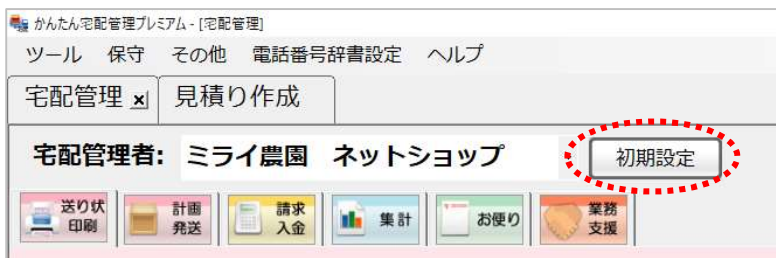 かんたん宅配管理プレミアム - [宅配管理]
ツール 保守 その他 電話番号辞書設定 ヘルプ
宅配管理 x 見積り作成
宅配管理者: ミライ農園 ネットショップ 初期設定
送り状 計画 請求 集計 お便り 業務
印刷 発送 入金 支援